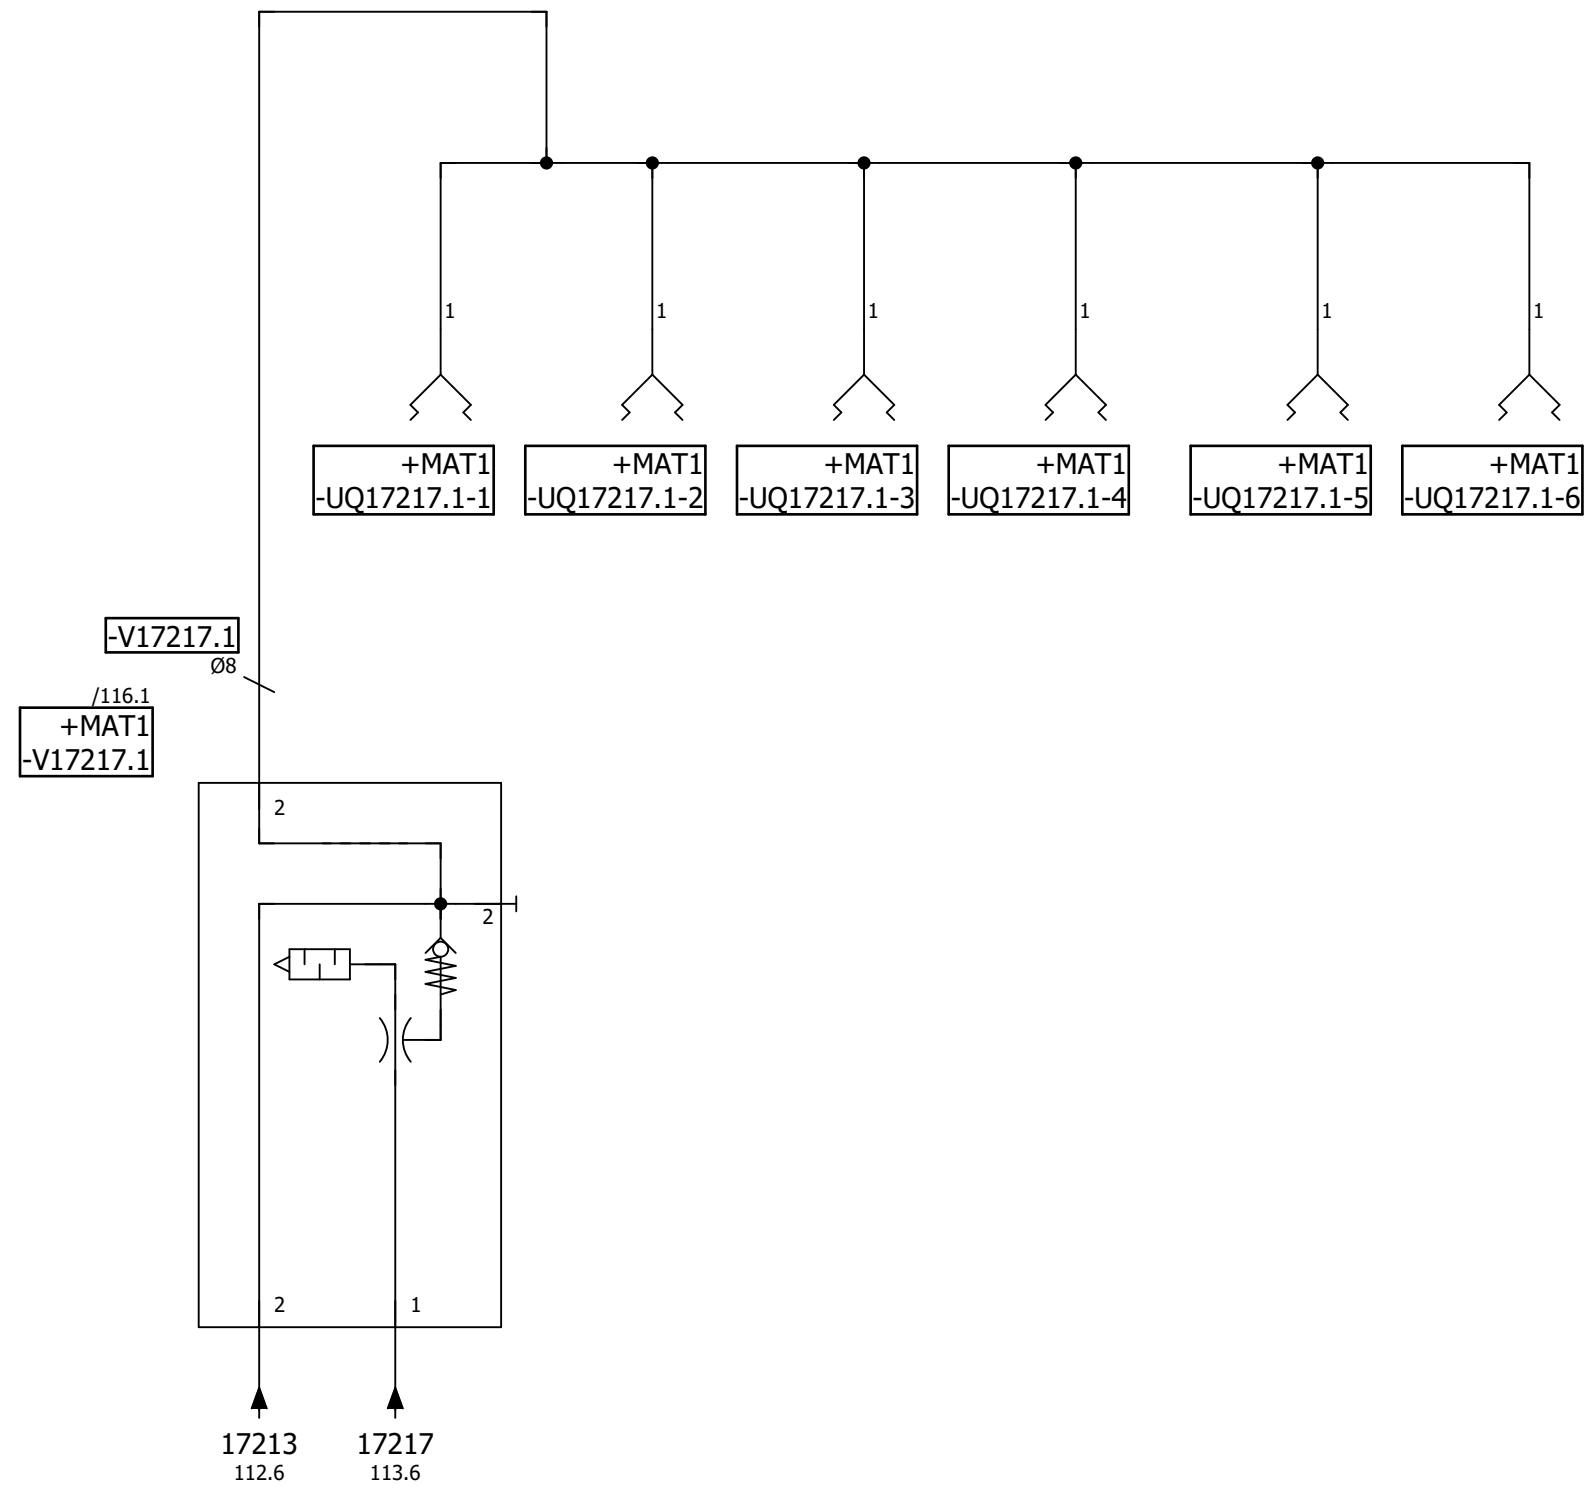 1
1
1
1
1
1
+MAT1
-UQ17217.1-1
+MAT1
-UQ17217.1-2
+MAT1
-UQ17217.1-3
+MAT1
-UQ17217.1-4
+MAT1
-UQ17217.1-5
+MAT1
-UQ17217.1-6
-V17217.1
Ø8
/116.1
+MAT1
-V17217.1
2
2
2
1
17213
112.6
17217
113.6